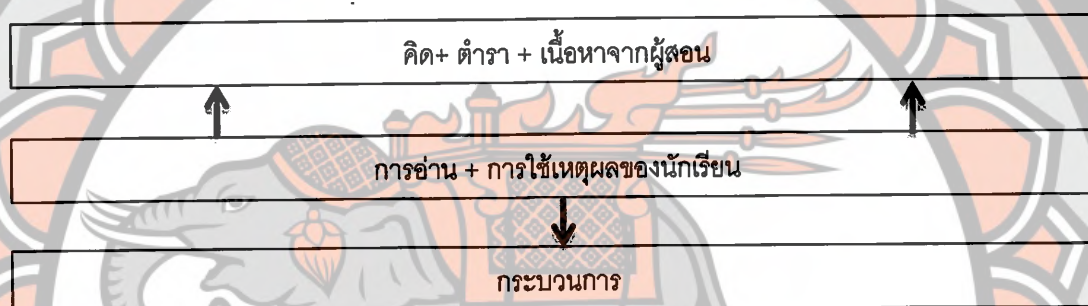 คิด+ ตำรา + เนื้อหาจากผู้สอน
การอ่าน + การใช้เหตุผลของนักเรียน
กระบวนการ